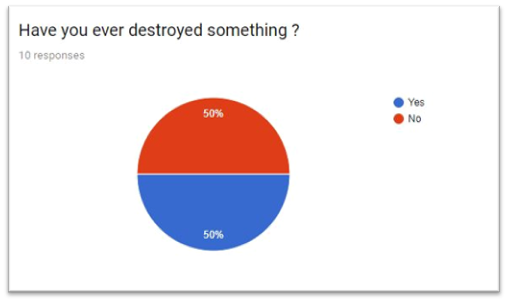 Have you ever destroyed something ?
10 responses
50%
Yes
No
50%